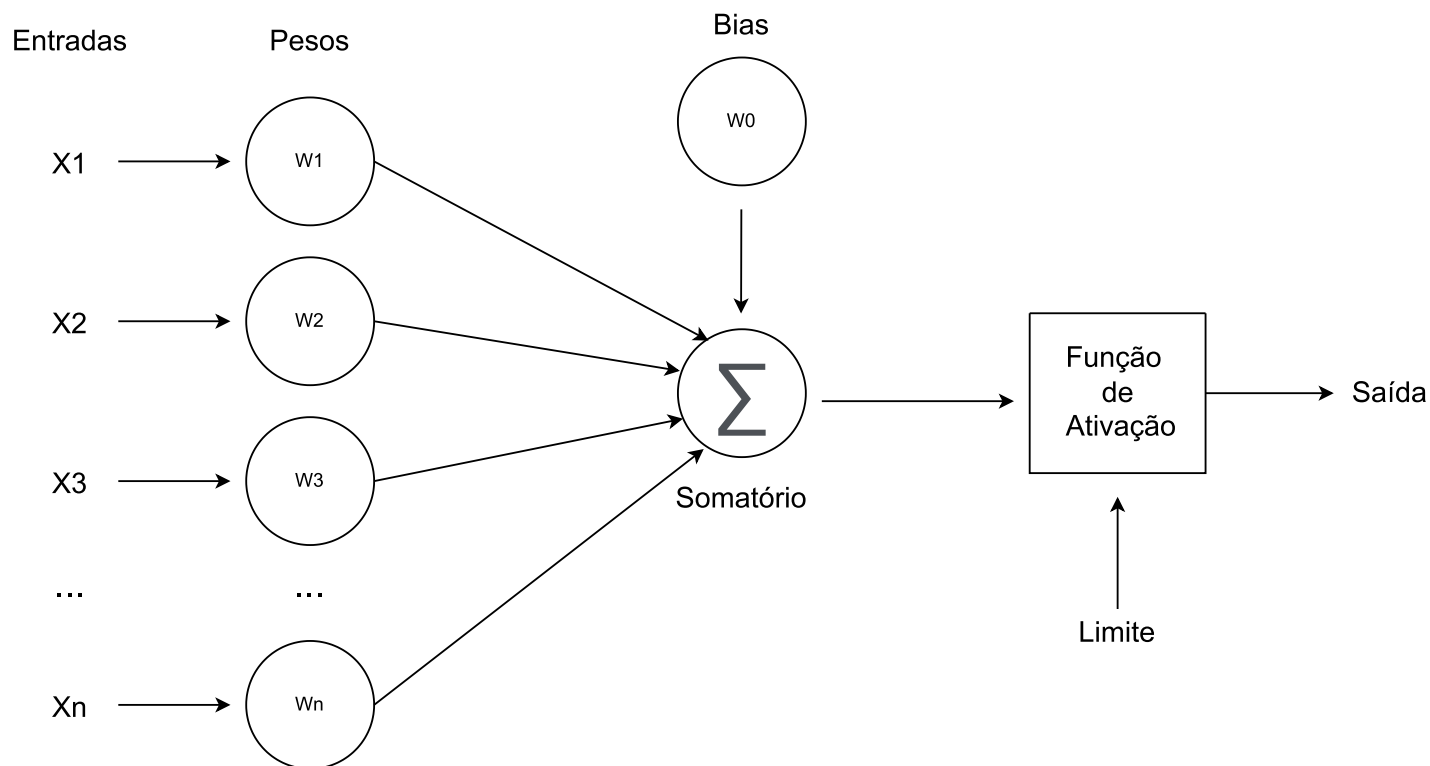 Entradas
Pesos
Bias
X1
W1
W0
X2
W2
X3
W3
∑
Somatório
Função
de
Ativação
Saída
Limite
...
...
Xn
Wn